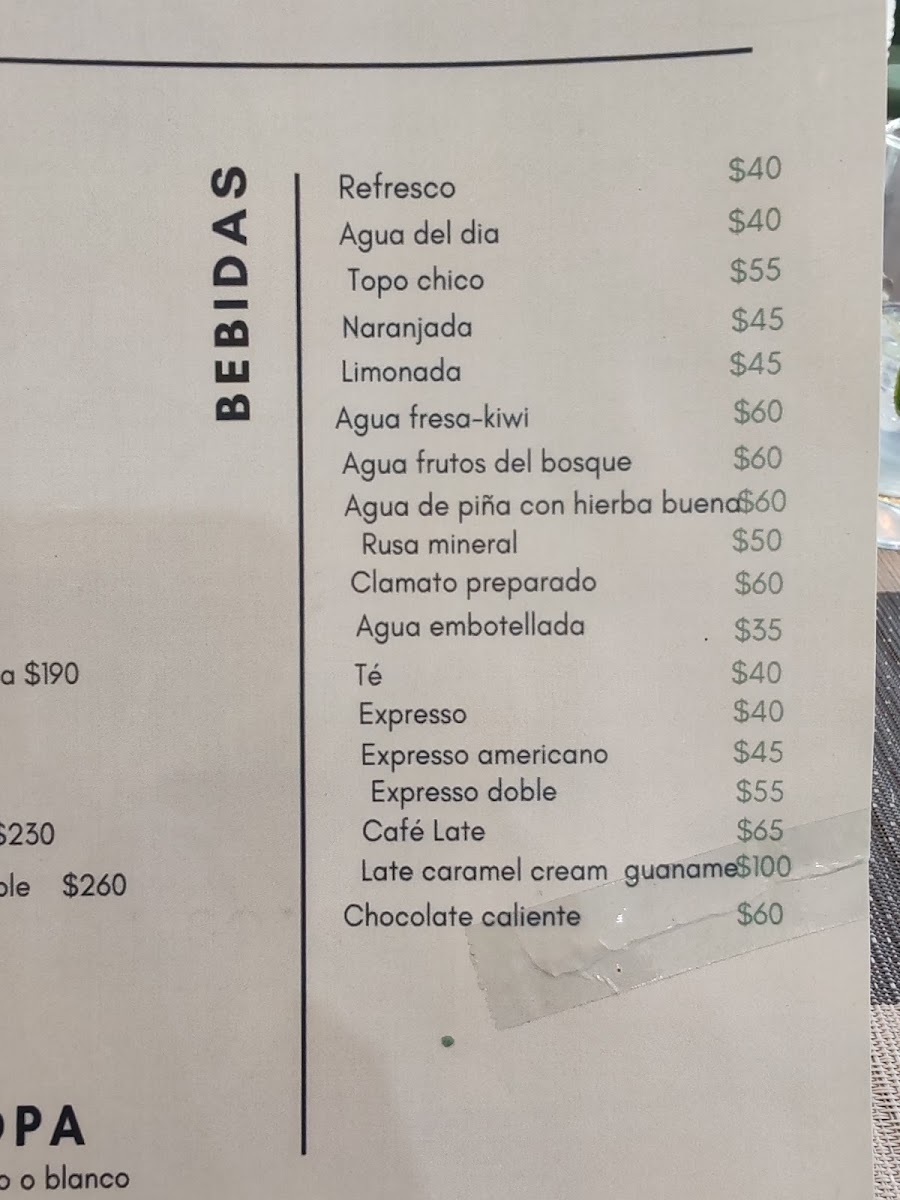 BEBIDAS
Refresco $40
Agua del dia $40
Topo chico $55
Naranjada $45
Limonada $45
Agua fresa-kiwi $60
Agua frutos del bosque $60
Agua de piña con hierba buena $60
Rusa mineral $50
Clamato preparado $60
Agua embotellada $35
Té $40
Expresso $40
Expresso americano $45
Expresso doble $55
Café Late $65
Late caramel cream guaname $100
Chocolate caliente $60
a $190
$230
$260
o blanco